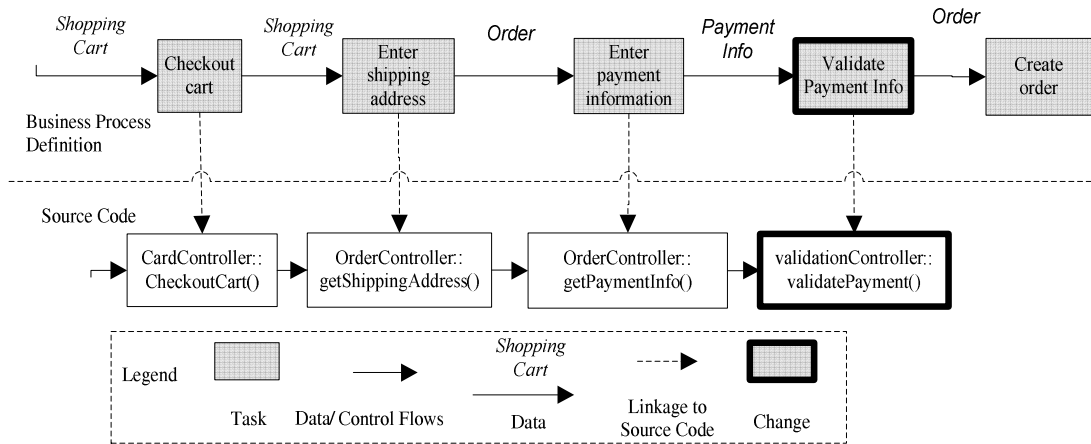 Shopping
Cart
Shopping
Cart
Order
Payment
Info
Order
Checkout
cart
Enter
shipping
address
Enter
payment
information
Validate
Payment Info
Create
order
Business Process
Definition
Source Code
CardController::
CheckoutCart()
OrderController::
getShippingAddress()
OrderController::
getPaymentInfo()
validationController::
validatePayment()
Legend
Task
Data/ Control Flows
Shopping
Cart
Data
Linkage to
Source Code
Change